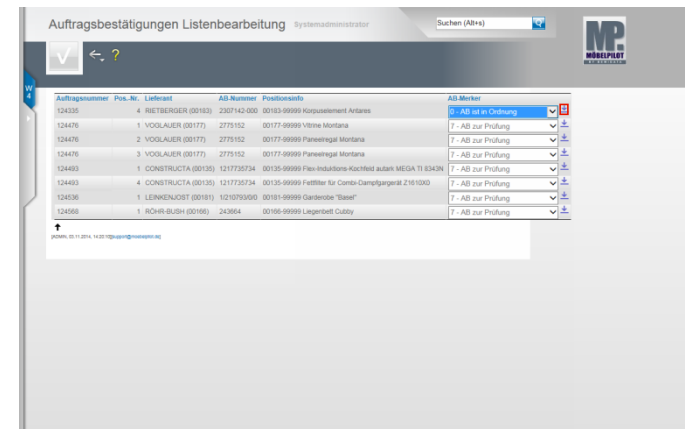 Auftragsbestätigungen Listenbearbeitung Systemadministrator
Suchen (Alt+s)
MP
MÖBELPILOT
?
W
4
Auftragsnummer Pos.-Nr. Lieferant AB-Nummer Positionsinfo AB-Merker
124335 4 RIETBERGER (00183) 2307142-000 00183-99999 Korpuselement Antares 0 - AB ist in Ordnung
124476 1 VOGLAUER (00177) 2775152 00177-99999 Vitrine Montana 7 - AB zur Prüfung
124476 2 VOGLAUER (00177) 2775152 00177-99999 Paneelregal Montana 7 - AB zur Prüfung
124476 3 VOGLAUER (00177) 2775152 00177-99999 Paneelregal Montana 7 - AB zur Prüfung
124493 1 CONSTRUCTA (00135) 1217735734 00135-99999 Flex-Induktions-Kochfeld autark MEGA TI 8343N 7 - AB zur Prüfung
124493 4 CONSTRUCTA (00135) 1217735734 00135-99999 Fettfilter für Combi-Dampfgargerät Z1610X0 7 - AB zur Prüfung
124536 1 LEINKENJOST (00181) 1/210793/0/0 00181-99999 Garderobe "Basel" 7 - AB zur Prüfung
124568 1 RÖHR-BUSH (00166) 243664 00166-99999 Liegenbett Cubby 7 - AB zur Prüfung